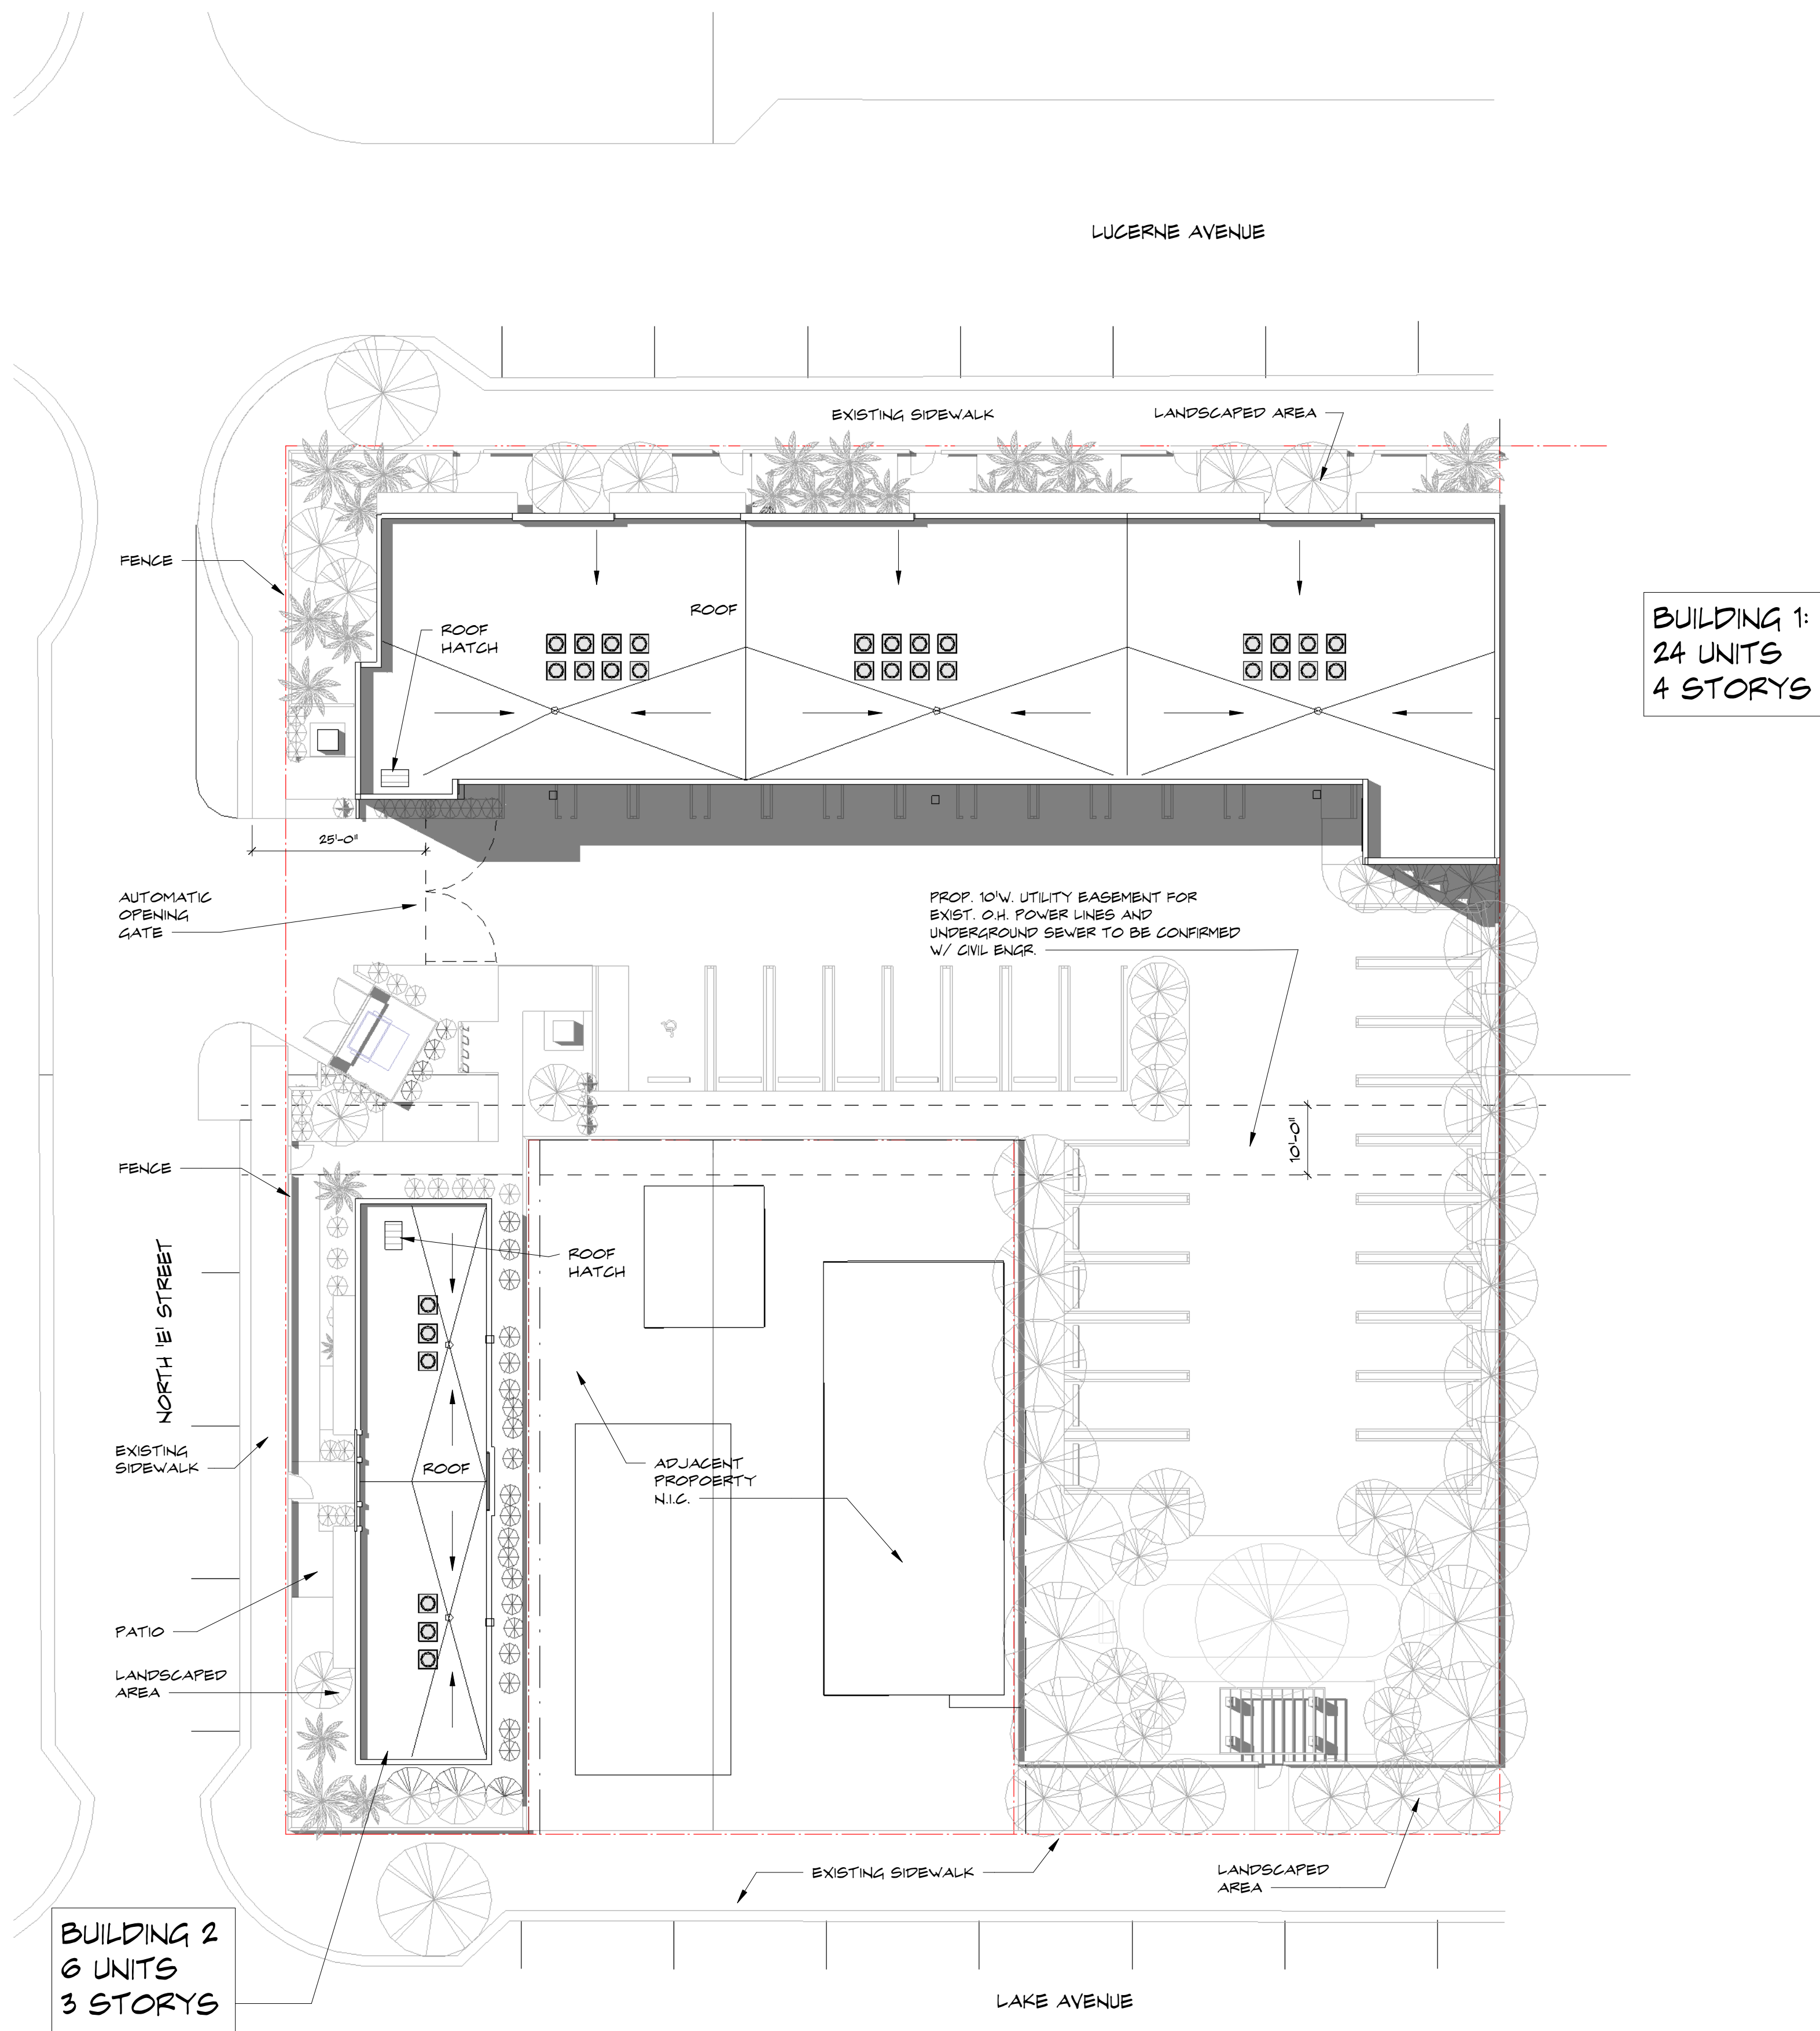 LUCERNE AVENUE
EXISTING SIDEWALK
LANDSCAPED AREA
FENCE
ROOF
ROOF
HATCH
BUILDING 1:
24 UNITS
4 STORYS
25'-0"
AUTOMATIC
OPENING
GATE
PROP. 10'W. UTILITY EASEMENT FOR
EXIST. O.H. POWER LINES AND
UNDERGROUND SEWER TO BE CONFIRMED
W/ CIVIL ENGR.
10'-0"
FENCE
NORTH 'E' STREET
ROOF
HATCH
EXISTING
SIDEWALK
ROOF
ADJACENT
PROPOERTY
N.I.C.
PATIO
LANDSCAPED
AREA
EXISTING SIDEWALK
LANDSCAPED
AREA
BUILDING 2
6 UNITS
3 STORYS
LAKE AVENUE